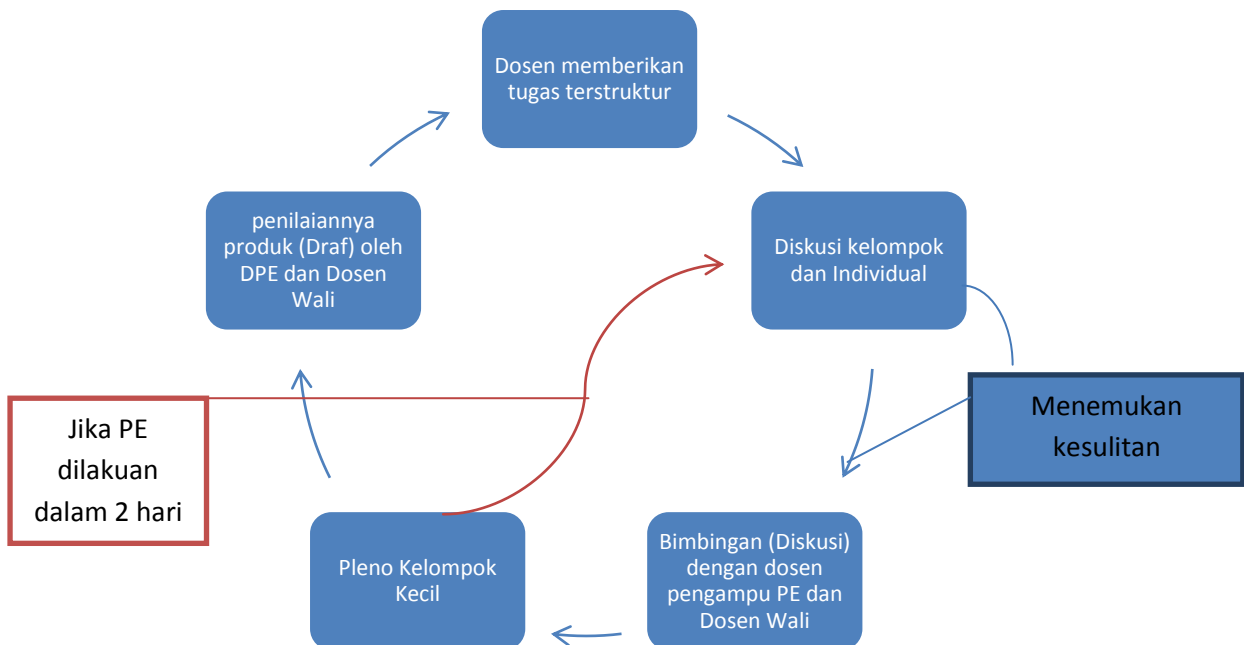 Dosen memberikan
tugas terstruktur
penilaiannya
produk (Draf) oleh
DPE dan Dosen
Wali
Diskusi kelompok
dan Individual
Jika PE
dilakuan
dalam 2 hari
Menemukan
kesulitan
Pleno Kelompok
Kecil
Bimbingan (Diskusi)
dengan dosen
pengampu PE dan
Dosen Wali